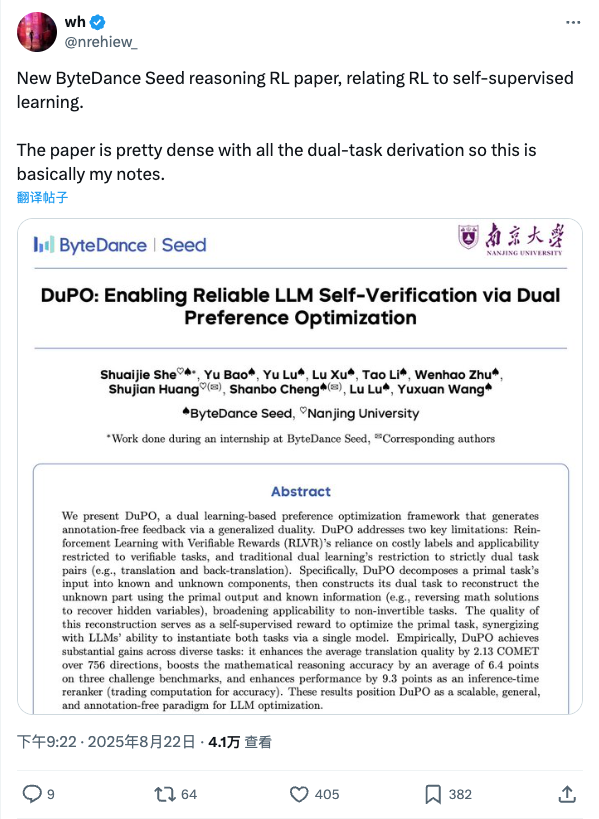 wh
@nrehiew_
New ByteDance Seed reasoning RL paper, relating RL to self-supervised
learning.
The paper is pretty dense with all the dual-task derivation so this is
basically my notes.
翻译帖子
ByteDance | Seed
南京大学
NANJING UNIVERSITY
DuPO: Enabling Reliable LLM Self-Verification via Dual
Preference Optimization
Shuaijie She♡♠*, Yu Bao♠, Yu Lu♠, Lu Xu♠, Tao Li♠, Wenhao Zhu♠,
Shujian Huang♡(✉), Shanbo Cheng♠(✉), Lu Lu♠, Yuxuan Wang♠
♠ByteDance Seed, ♡Nanjing University
*Work done during an internship at ByteDance Seed, ✉Corresponding authors
Abstract
We present DuPO, a dual learning-based preference optimization framework that generates
annotation-free feedback via a generalized duality. DuPO addresses two key limitations: Rein-
forcement Learning with Verifiable Rewards (RLVR)'s reliance on costly labels and applicability
restricted to verifiable tasks, and traditional dual learning's restriction to strictly dual task
pairs (e.g., translation and back-translation). Specifically, DuPO decomposes a primal task's
input into known and unknown components, then constructs its dual task to reconstruct the
unknown part using the primal output and known information (e.g., reversing math solutions
to recover hidden variables), broadening applicability to non-invertible tasks. The quality of
this reconstruction serves as a self-supervised reward to optimize the primal task, synergizing
with LLMs' ability to instantiate both tasks via a single model. Empirically, DuPO achieves
substantial gains across diverse tasks: it enhances the average translation quality by 2.13 COMET
over 756 directions, boosts the mathematical reasoning accuracy by an average of 6.4 points
on three challenge benchmarks, and enhances performance by 9.3 points as an inference-time
reranker (trading computation for accuracy). These results position DuPO as a scalable, general,
and annotation-free paradigm for LLM optimization.
下午9:22 · 2025年8月22日 · 4.1万 查看
9 64 405 382